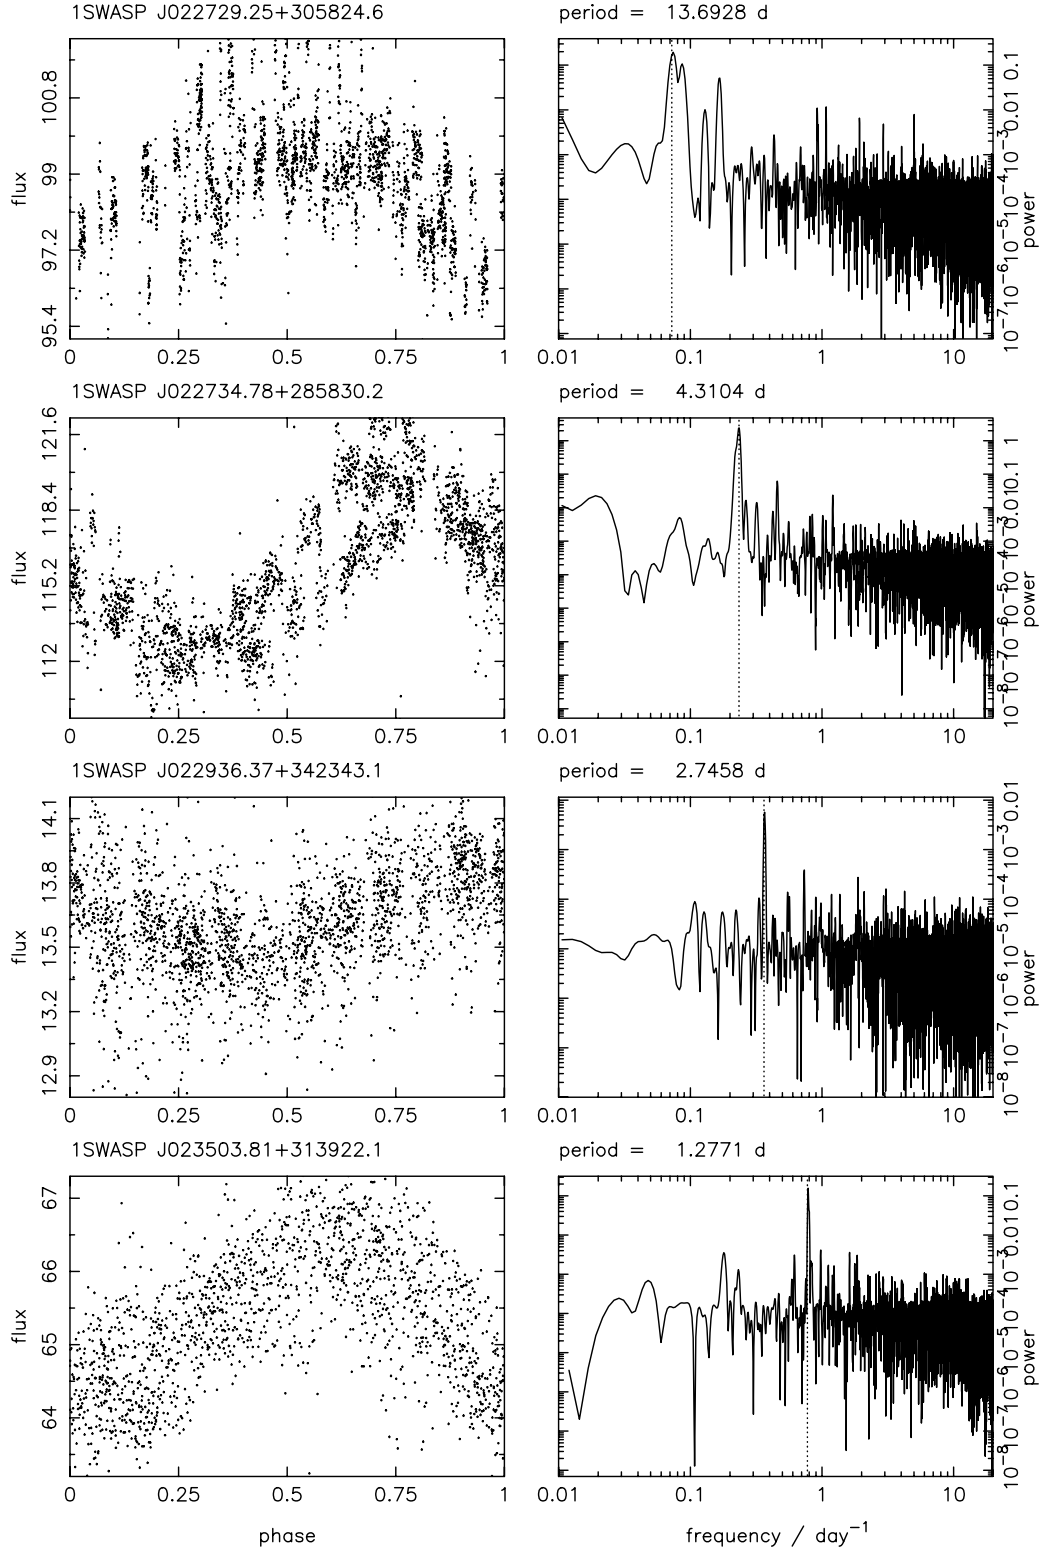 1SWASP J022729.25+305824.6
period = 13.6928 d
flux
95.4 97.2 99 100.8
0 0.25 0.5 0.75 1
power
10⁻⁷ 10⁻⁶ 10⁻⁵ 10⁻⁴ 10⁻³ 0.01 0.1
0.01 0.1 1 10
1SWASP J022734.78+285830.2
period = 4.3104 d
flux
112 115.2 118.4 121.6
0 0.25 0.5 0.75 1
power
10⁻⁸ 10⁻⁷ 10⁻⁶ 10⁻⁵ 10⁻⁴ 10⁻³ 0.01 0.1 1
0.01 0.1 1 10
1SWASP J022936.37+342343.1
period = 2.7458 d
flux
12.9 13.2 13.5 13.8 14.1
0 0.25 0.5 0.75 1
power
10⁻⁸ 10⁻⁷ 10⁻⁶ 10⁻⁵ 10⁻⁴ 10⁻³ 0.01
0.01 0.1 1 10
1SWASP J023503.81+313922.1
period = 1.2771 d
flux
64 65 66 67
0 0.25 0.5 0.75 1
power
10⁻⁸ 10⁻⁷ 10⁻⁶ 10⁻⁵ 10⁻⁴ 10⁻³ 0.01 0.1
0.01 0.1 1 10
phase
frequency / day⁻¹